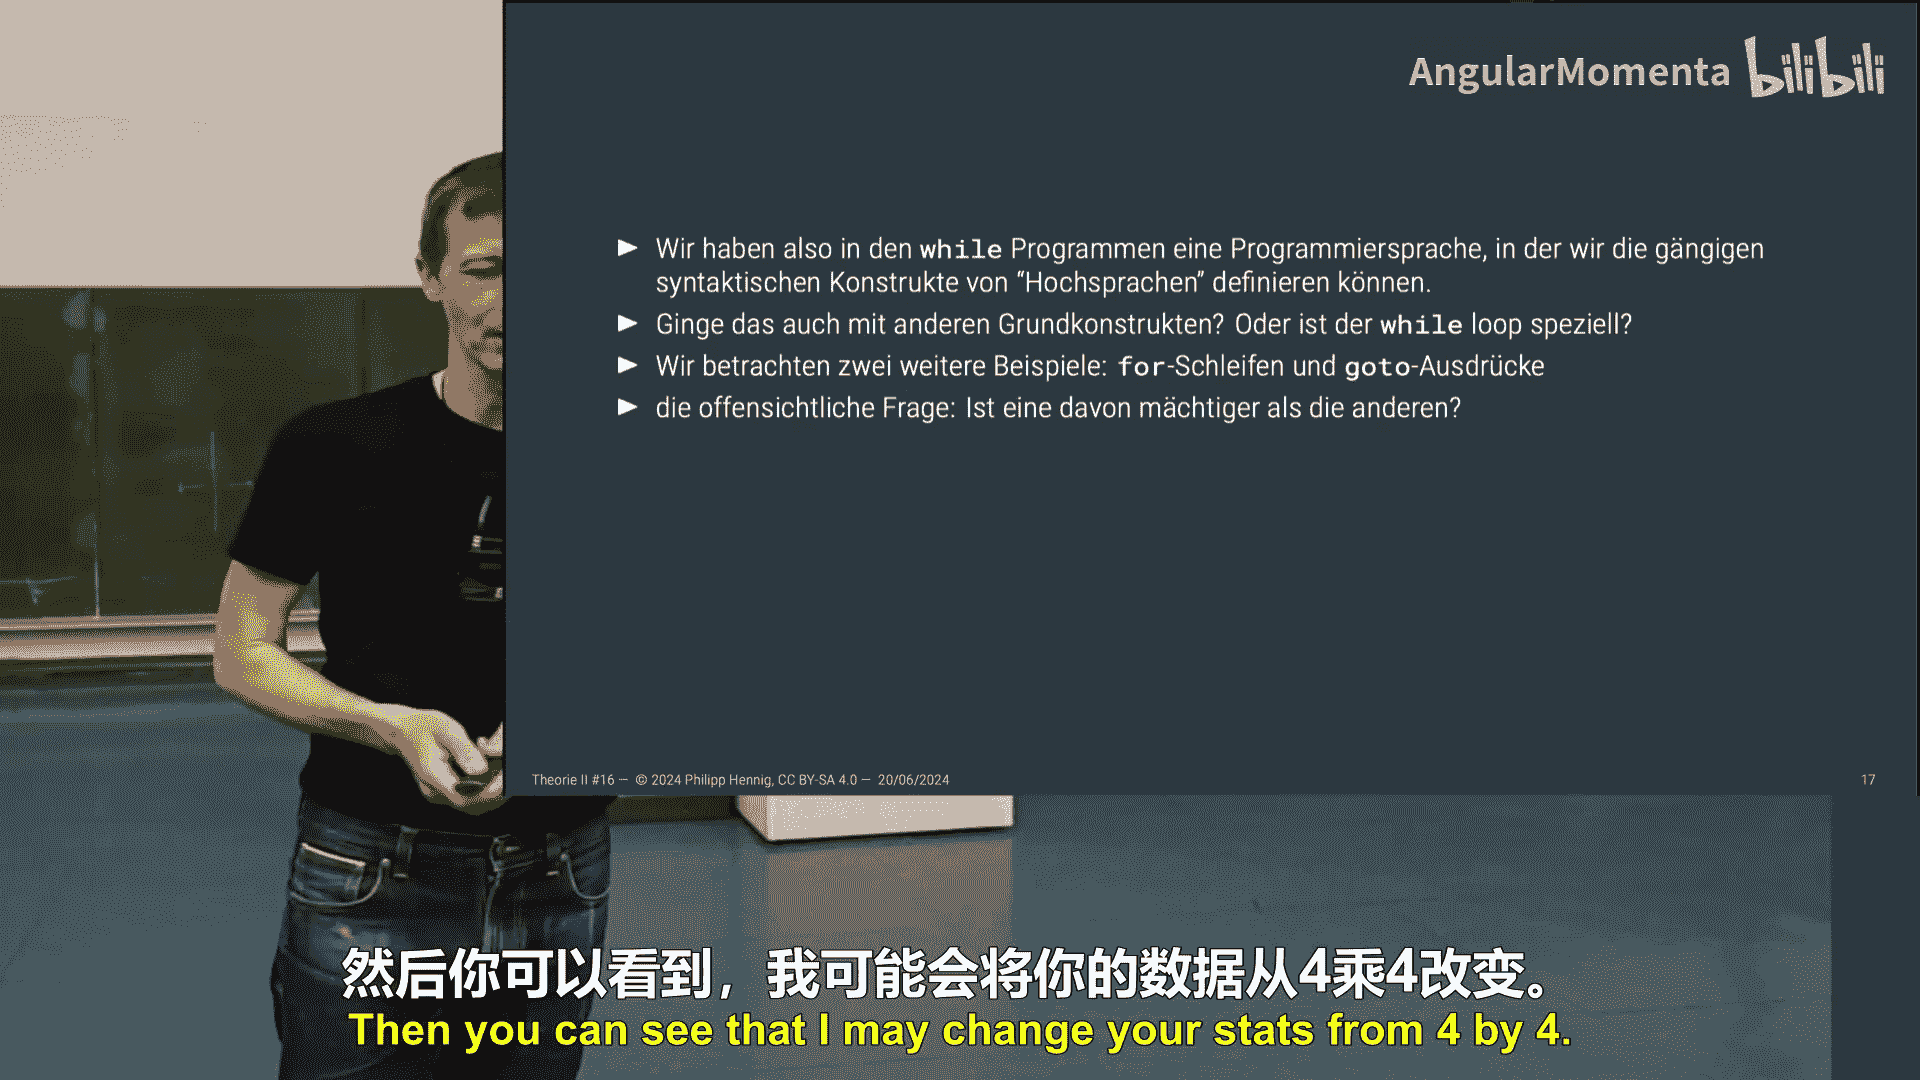 AngularMomenta bilibili
► Wir haben also in den while Programmen eine Programmiersprache, in der wir die gängigen
syntaktischen Konstrukte von “Hochsprachen” definieren können.
► Ginge das auch mit anderen Grundkonstrukten? Oder ist der while loop speziell?
► Wir betrachten zwei weitere Beispiele: for-Schleifen und goto-Ausdrücke
► die offensichtliche Frage: Ist eine davon mächtiger als die anderen?
Theorie II #16 — © 2024 Philipp Hennig, CC BY-SA 4.0 — 20/06/2024 17
然后你可以看到，我可能会将你的数据从4乘4改变。
Then you can see that I may change your stats from 4 by 4.